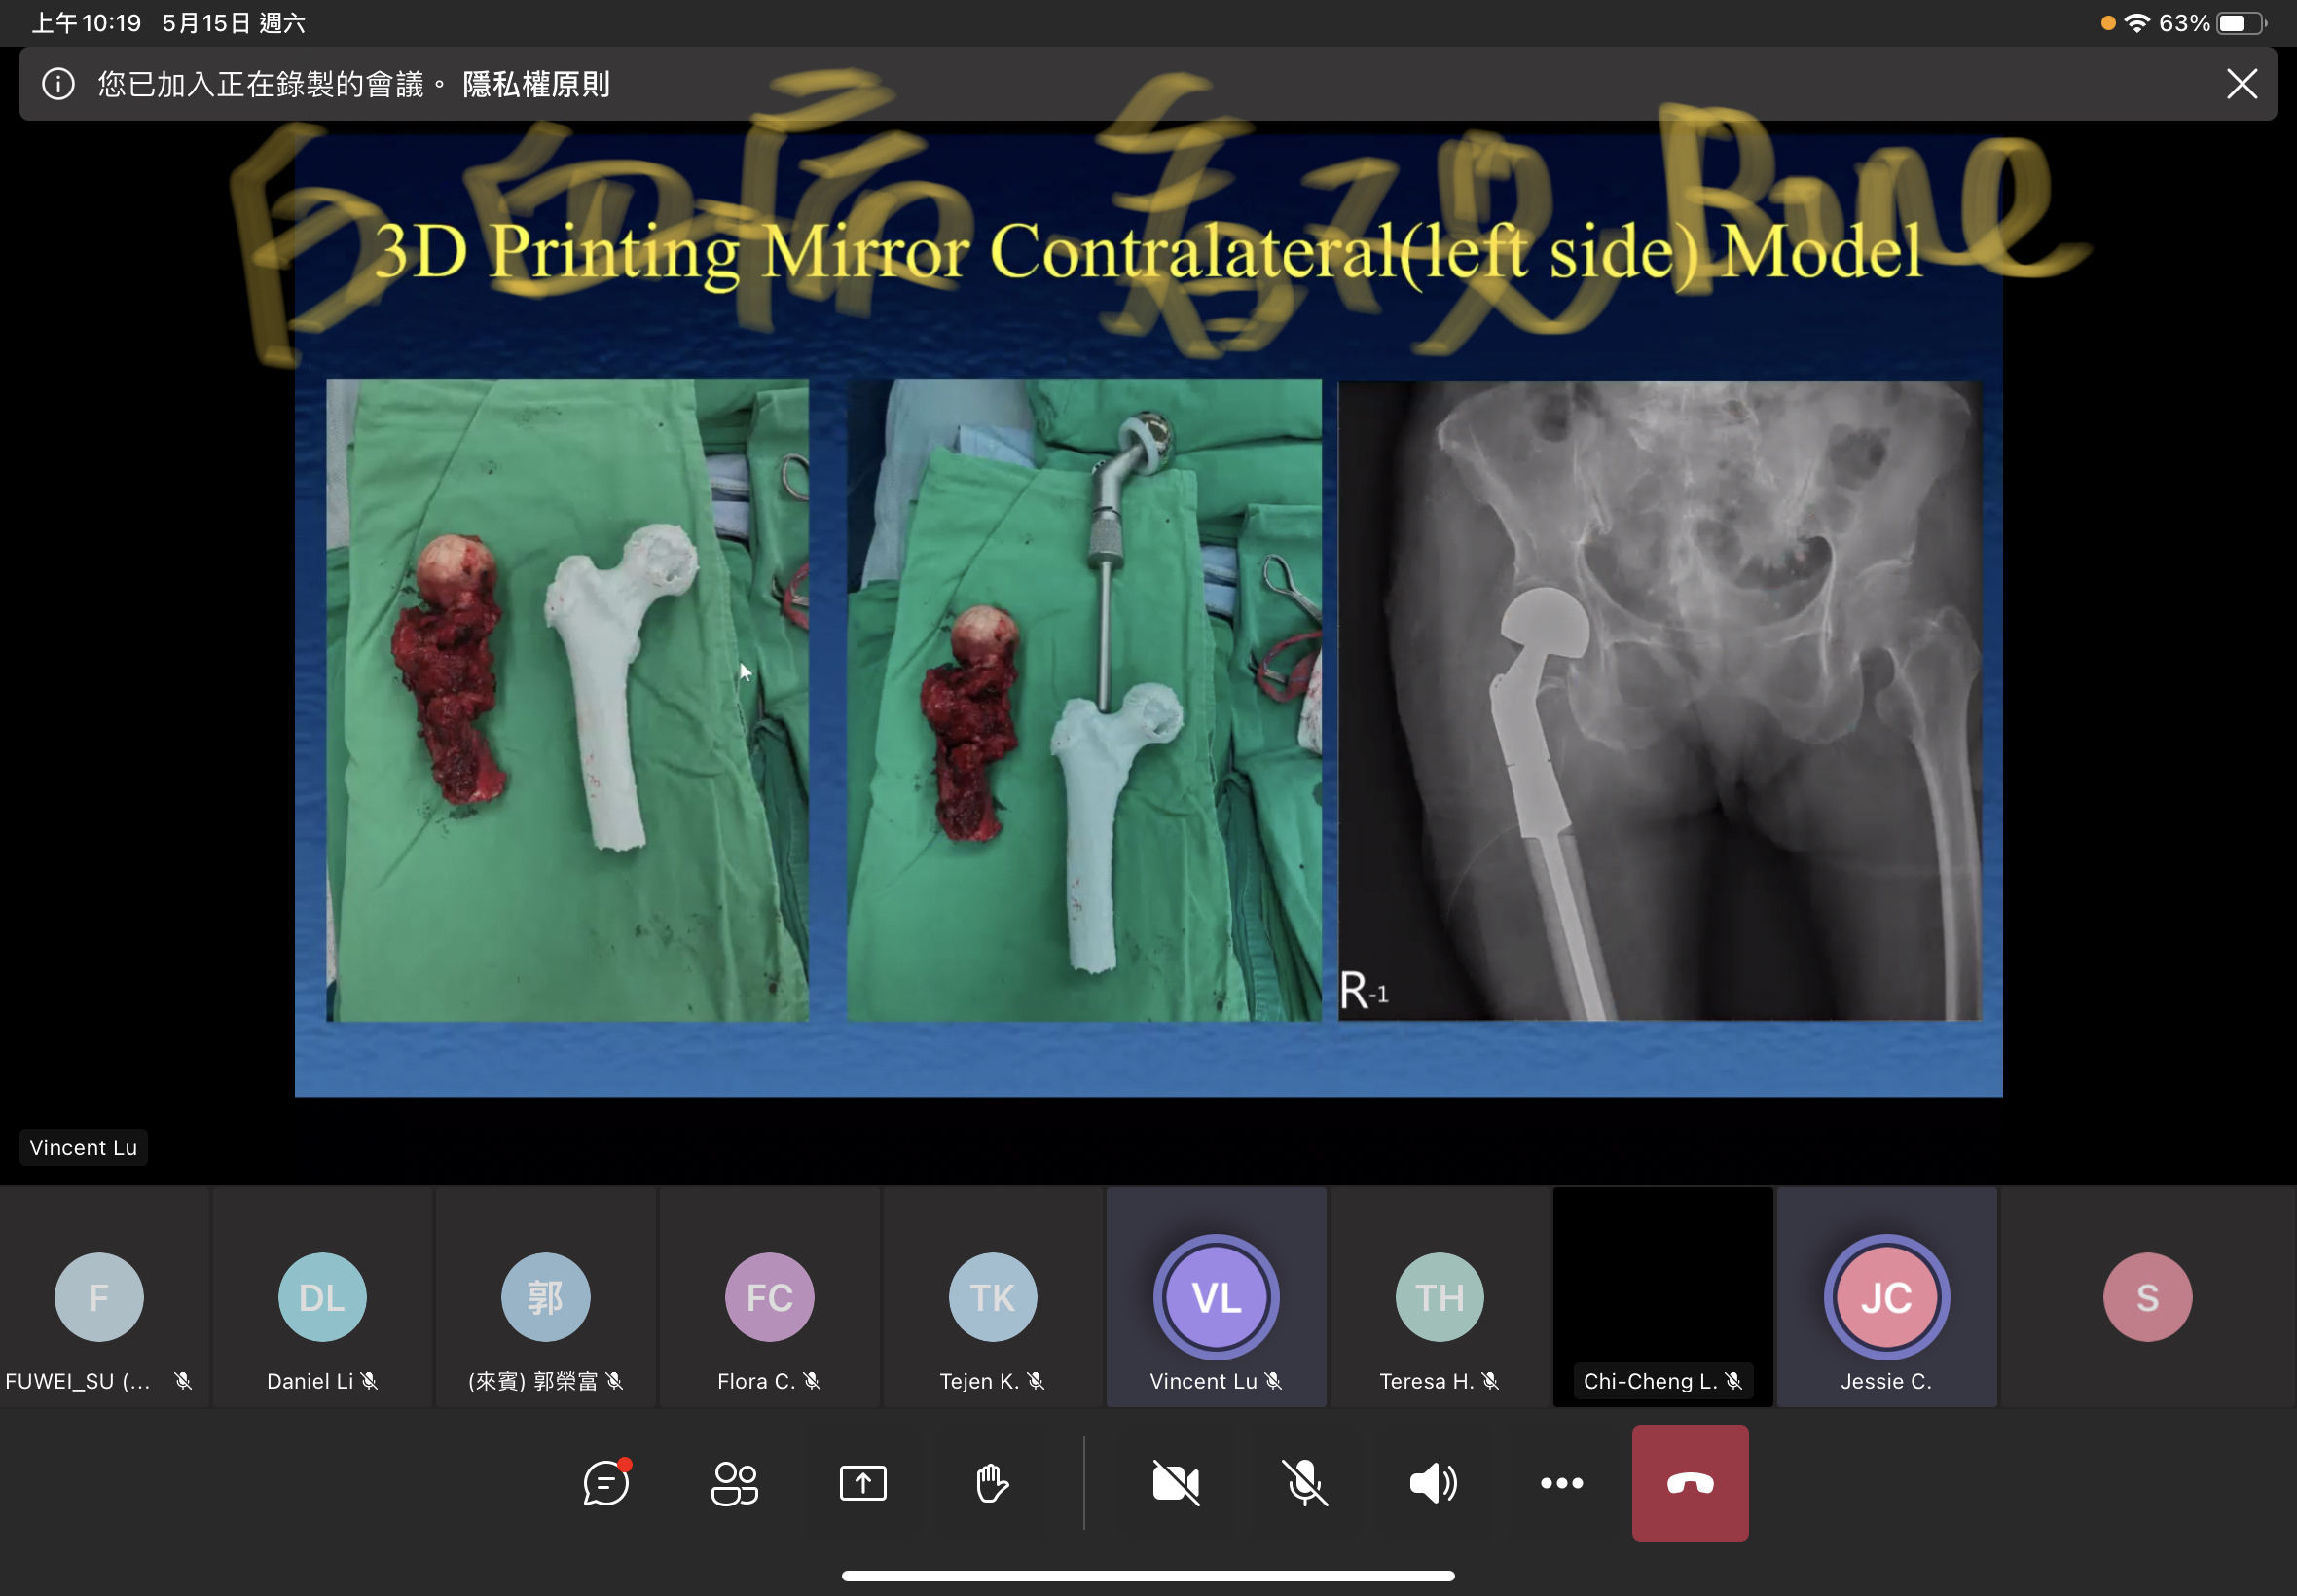 上午10:19 5月15日 週六
63%
您已加入正在錄製的會議。 隱私權原則
Bone
3D Printing Mirror Contralateral(left side) Model
R-1
Vincent Lu
F DL 郭 FC TK VL TH JC S
FUWEI_SU (... Daniel Li (來賓) 郭榮富 Flora C. Tejen K. Vincent Lu Teresa H. Chi-Cheng L. Jessie C.